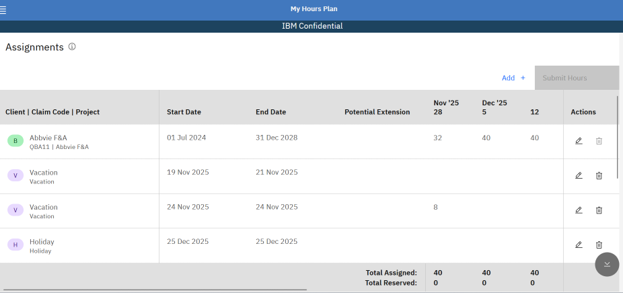 My Hours Plan
IBM Confidential
Assignments
Add +
Submit Hours
Client | Claim Code | Project
Start Date
End Date
Potential Extension
Nov '25
28
Dec '25
5
12
Actions
B
Abbvie F&A
QBA11 | Abbvie F&A
01 Jul 2024
31 Dec 2028
32
40
40
V
Vacation
Vacation
19 Nov 2025
21 Nov 2025
V
Vacation
Vacation
24 Nov 2025
24 Nov 2025
8
H
Holiday
Holiday
25 Dec 2025
25 Dec 2025
Total Assigned: 40 40 40
Total Reserved: 0 0 0